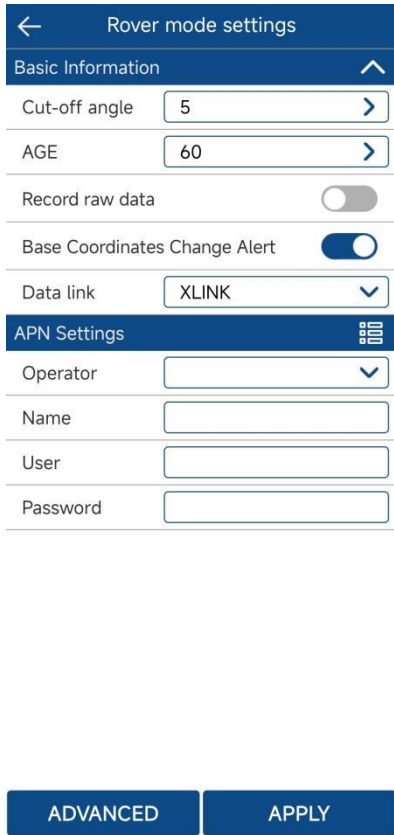 Rover mode settings
Basic Information
Cut-off angle 5
AGE 60
Record raw data
Base Coordinates Change Alert
Data link XLINK
APN Settings
Operator
Name
User
Password
ADVANCED APPLY